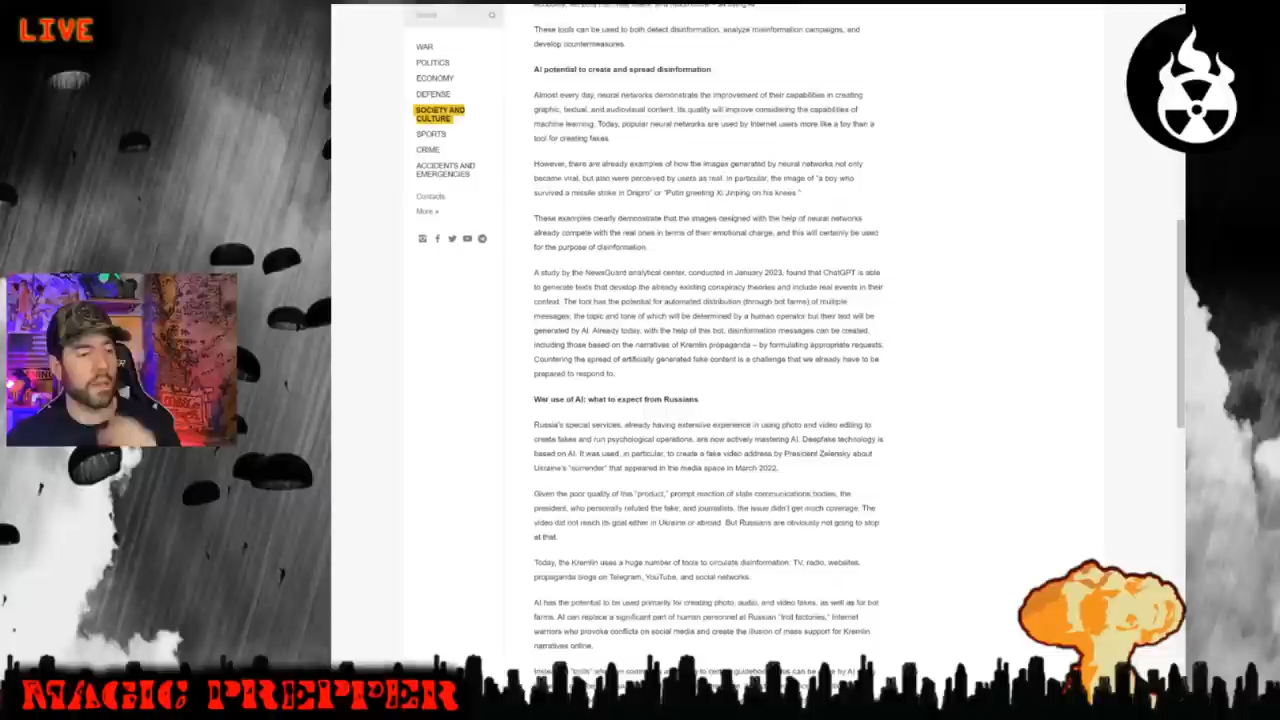 LIVE
Search
WAR
POLITICS
ECONOMY
DEFENSE
SOCIETY AND
CULTURE
SPORTS
CRIME
ACCIDENTS AND
EMERGENCIES
Contacts
More »
These tools can be used to both detect disinformation, analyze misinformation campaigns, and
develop countermeasures.
AI potential to create and spread disinformation
Almost every day, neural networks demonstrate the improvement of their capabilities in creating
graphic, textual, and audiovisual content. Its quality will improve considering the capabilities of
machine learning. Today, popular neural networks are used by Internet users more like a toy than a
tool for creating fakes.
However, there are already examples of how the images generated by neural networks not only
became viral, but also were perceived by users as real. In particular, the image of "a boy who
survived a missile strike in Dnipro" or "Putin greeting Xi Jinping on his knees."
These examples clearly demonstrate that the images designed with the help of neural networks
already compete with the real ones in terms of their emotional charge, and this will certainly be used
for the purpose of disinformation.
A study by the NewsGuard analytical center, conducted in January 2023, found that ChatGPT is able
to generate texts that develop the already existing conspiracy theories and include real events in their
context. The tool has the potential for automated distribution (through bot farms) of multiple
messages, the topic and tone of which will be determined by a human operator but their text will be
generated by AI. Already today, with the help of this bot, disinformation messages can be created,
including those based on the narratives of Kremlin propaganda – by formulating appropriate requests.
Countering the spread of artificially generated fake content is a challenge that we already have to be
prepared to respond to.
War use of AI: what to expect from Russians
Russia's special services, already having extensive experience in using photo and video editing to
create fakes and run psychological operations, are now actively mastering AI. Deepfake technology is
based on AI. It was used, in particular, to create a fake video address by President Zelensky about
Ukraine's "surrender" that appeared in the media space in March 2022.
Given the poor quality of this "product," prompt reaction of state communications bodies, the
president, who personally refuted the fake, and journalists, the issue didn't get much coverage. The
video did not reach its goal either in Ukraine or abroad. But Russians are obviously not going to stop
at that.
Today, the Kremlin uses a huge number of tools to circulate disinformation: TV, radio, websites,
propaganda blogs on Telegram, YouTube, and social networks.
AI has the potential to be used primarily for creating photo, audio, and video fakes, as well as for bot
farms. AI can replace a significant part of human personnel at Russian "troll factories," Internet
warriors who provoke conflicts on social media and create the illusion of mass support for Kremlin
narratives online.
MAGIC PREPPER